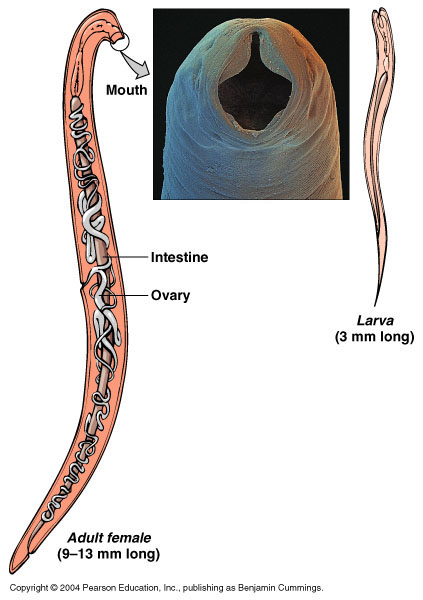 Mouth
Intestine
Ovary
Larva
(3 mm long)
Adult female
(9–13 mm long)
Copyright © 2004 Pearson Education, Inc., publishing as Benjamin Cummings.